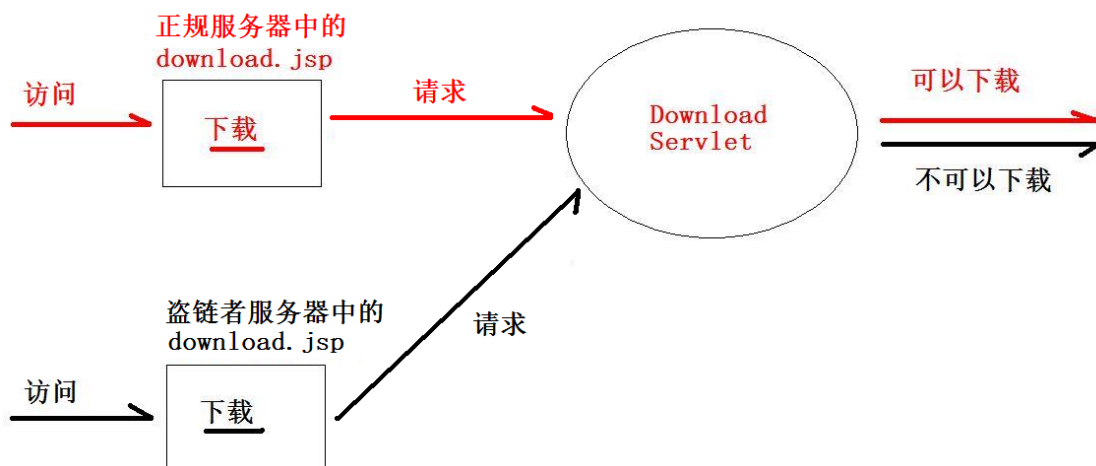 正规服务器中的
download.jsp
访问
下载
请求
Download
Servlet
可以下载
不可以下载
盗链者服务器中的
download.jsp
访问
下载
请求